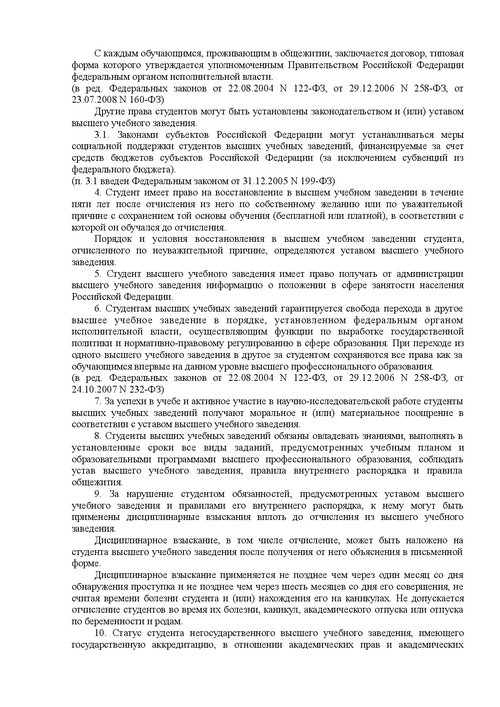 С каждым обучающимся, проживающим в общежитии, заключается договор, типовая
форма которого утверждается уполномоченным Правительством Российской Федерации
федеральным органом исполнительной власти.
(в ред. Федеральных законов от 22.08.2004 N 122-ФЗ, от 29.12.2006 N 258-ФЗ, от
23.07.2008 N 160-ФЗ)
Другие права студентов могут быть установлены законодательством и (или) уставом
высшего учебного заведения.
3.1. Законами субъектов Российской Федерации могут устанавливаться меры
социальной поддержки студентов высших учебных заведений, финансируемые за счет
средств бюджетов субъектов Российской Федерации (за исключением субвенций из
федерального бюджета).
(п. 3.1 введен Федеральным законом от 31.12.2005 N 199-ФЗ)
4. Студент имеет право на восстановление в высшем учебном заведении в течение
пяти лет после отчисления из него по собственному желанию или по уважительной
причине с сохранением той основы обучения (бесплатной или платной), в соответствии с
которой он обучался до отчисления.
Порядок и условия восстановления в высшем учебном заведении студента,
отчисленного по неуважительной причине, определяются уставом высшего учебного
заведения.
5. Студент высшего учебного заведения имеет право получать от администрации
высшего учебного заведения информацию о положении в сфере занятости населения
Российской Федерации.
6. Студентам высших учебных заведений гарантируется свобода перехода в другое
высшее учебное заведение в порядке, установленном федеральным органом
исполнительной власти, осуществляющим функции по выработке государственной
политики и нормативно-правовому регулированию в сфере образования. При переходе из
одного высшего учебного заведения в другое за студентом сохраняются все права как за
обучающимся впервые на данном уровне высшего профессионального образования.
(в ред. Федеральных законов от 22.08.2004 N 122-ФЗ, от 29.12.2006 N 258-ФЗ, от
24.10.2007 N 232-ФЗ)
7. За успехи в учебе и активное участие в научно-исследовательской работе студенты
высших учебных заведений получают моральное и (или) материальное поощрение в
соответствии с уставом высшего учебного заведения.
8. Студенты высших учебных заведений обязаны овладевать знаниями, выполнять в
установленные сроки все виды заданий, предусмотренных учебным планом и
образовательными программами высшего профессионального образования, соблюдать
устав высшего учебного заведения, правила внутреннего распорядка и правила
общежития.
9. За нарушение студентом обязанностей, предусмотренных уставом высшего
учебного заведения и правилами его внутреннего распорядка, к нему могут быть
применены дисциплинарные взыскания вплоть до отчисления из высшего учебного
заведения.
Дисциплинарное взыскание, в том числе отчисление, может быть наложено на
студента высшего учебного заведения после получения от него объяснения в письменной
форме.
Дисциплинарное взыскание применяется не позднее чем через один месяц со дня
обнаружения проступка и не позднее чем через шесть месяцев со дня его совершения, не
считая времени болезни студента и (или) нахождения его на каникулах. Не допускается
отчисление студентов во время их болезни, каникул, академического отпуска или отпуска
по беременности и родам.
10. Статус студента негосударственного высшего учебного заведения, имеющего
государственную аккредитацию, в отношении академических прав и академических